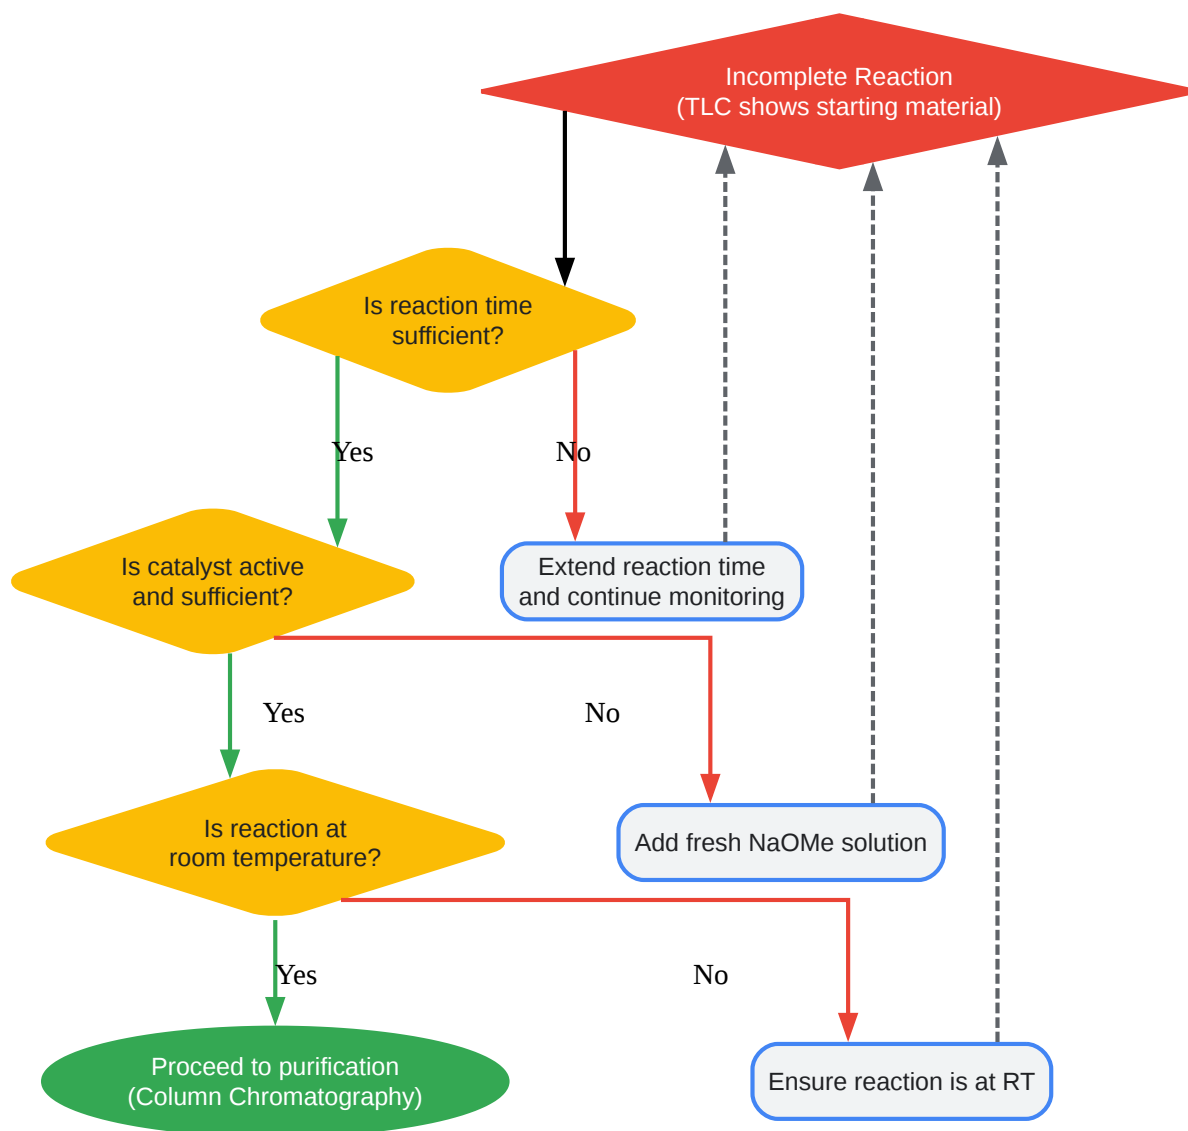 Incomplete Reaction
(TLC shows starting material)
Is reaction time
sufficient?
Yes
No
Is catalyst active
and sufficient?
Extend reaction time
and continue monitoring
Yes
No
Is reaction at
room temperature?
Add fresh NaOMe solution
Yes
No
Proceed to purification
(Column Chromatography)
Ensure reaction is at RT